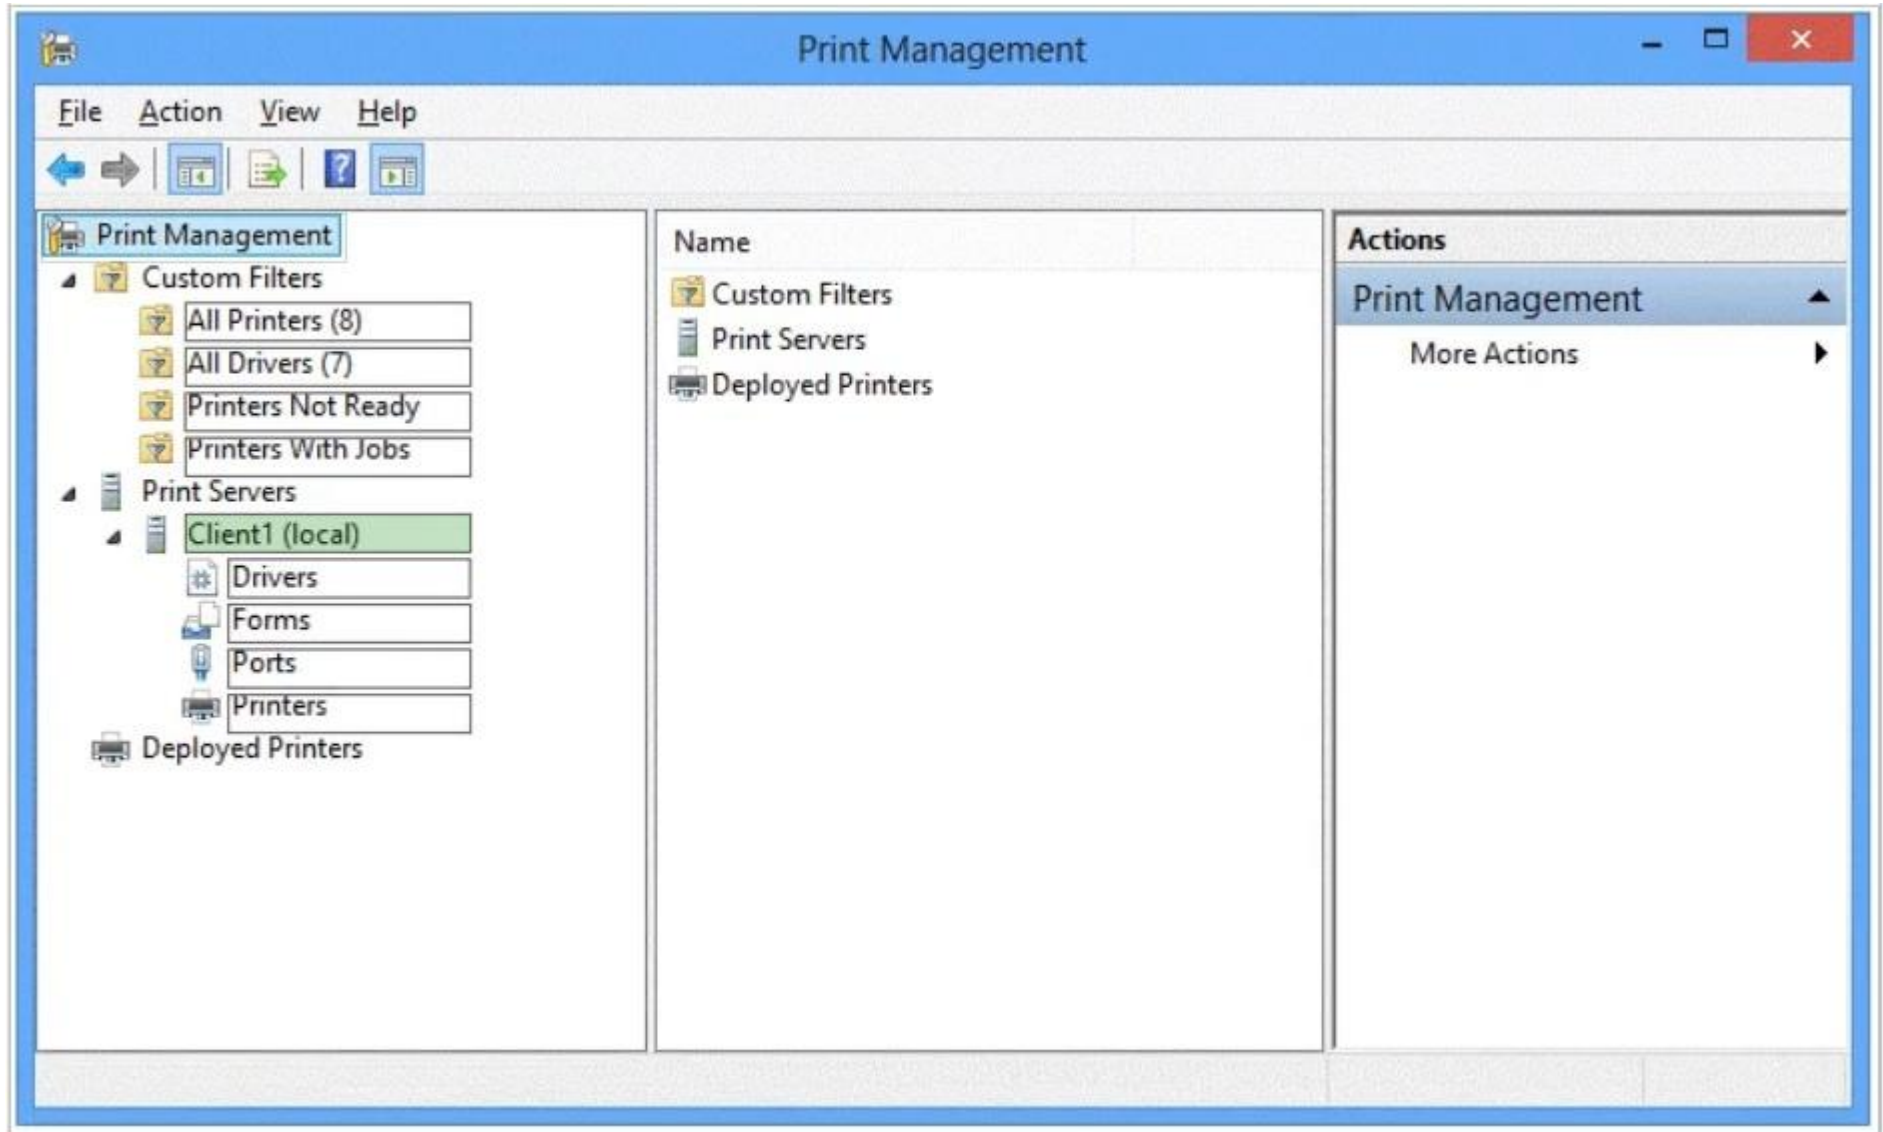 Print Management
File Action View Help
Print Management
Custom Filters
All Printers (8)
All Drivers (7)
Printers Not Ready
Printers With Jobs
Print Servers
Client1 (local)
Drivers
Forms
Ports
Printers
Deployed Printers
Name
Custom Filters
Print Servers
Deployed Printers
Actions
Print Management
More Actions